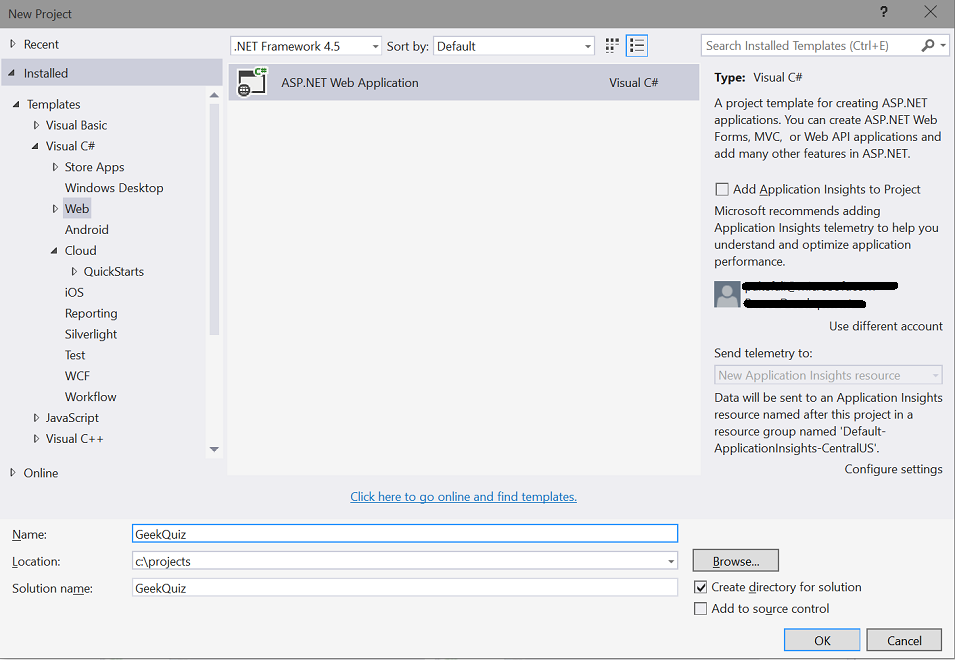 New Project
?
Recent
.NET Framework 4.5
Sort by:
Default
Search Installed Templates (Ctrl+E)
Installed
Templates
Visual Basic
Visual C#
Store Apps
Windows Desktop
Web
Android
Cloud
QuickStarts
iOS
Reporting
Silverlight
Test
WCF
Workflow
JavaScript
Visual C++
Online
C#
ASP.NET Web Application
Visual C#
Click here to go online and find templates.
Type: Visual C#
A project template for creating ASP.NET
applications. You can create ASP.NET Web
Forms, MVC, or Web API applications and
add many other features in ASP.NET.
Add Application Insights to Project
Microsoft recommends adding
Application Insights telemetry to help you
understand and optimize application
performance.
Use different account
Send telemetry to:
New Application Insights resource
Data will be sent to an Application Insights
resource named after this project in a
resource group named 'Default-
ApplicationInsights-CentralUS'.
Configure settings
Name:
GeekQuiz
Location:
c:\projects
Browse...
Solution name:
GeekQuiz
Create directory for solution
Add to source control
OK
Cancel